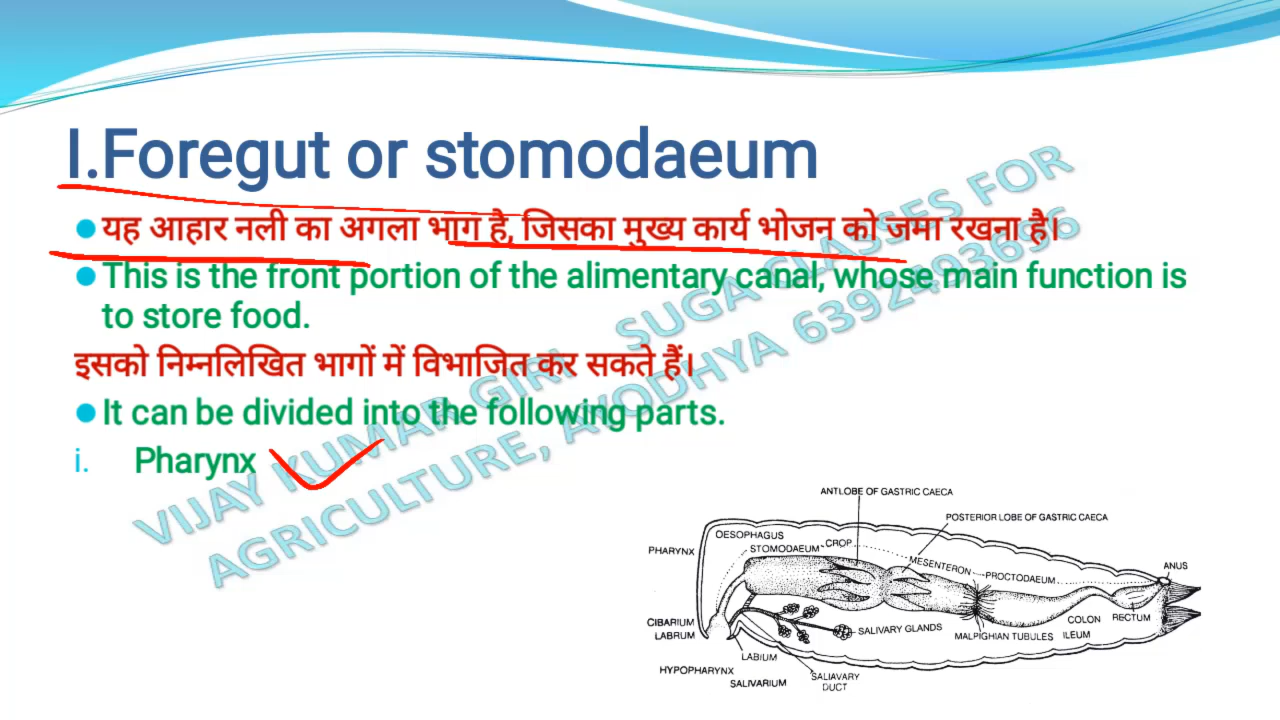 I.Foregut or stomodaeum
यह आहार नली का अगला भाग है, जिसका मुख्य कार्य भोजन को जमा रखना है।
This is the front portion of the alimentary canal, whose main function is
to store food.
इसको निम्नलिखित भागों में विभाजित कर सकते हैं।
It can be divided into the following parts.
i. Pharynx
VIJAY KUMAR GIRI SUGA CLASSES FOR
AGRICULTURE, AYODHYA 6392493696
ANTLOBE OF GASTRIC CAECA
POSTERIOR LOBE OF GASTRIC CAECA
OESOPHAGUS
PHARYNX
STOMODAEUM
CROP
MESENTERON
PROCTODAEUM
ANUS
CIBARIUM
LABRUM
SALIVARY GLANDS
MALPIGHIAN TUBULES
ILEUM
COLON
RECTUM
LABIUM
HYPOPHARYNX
SALIVARIUM
SALIAVARY
DUCT